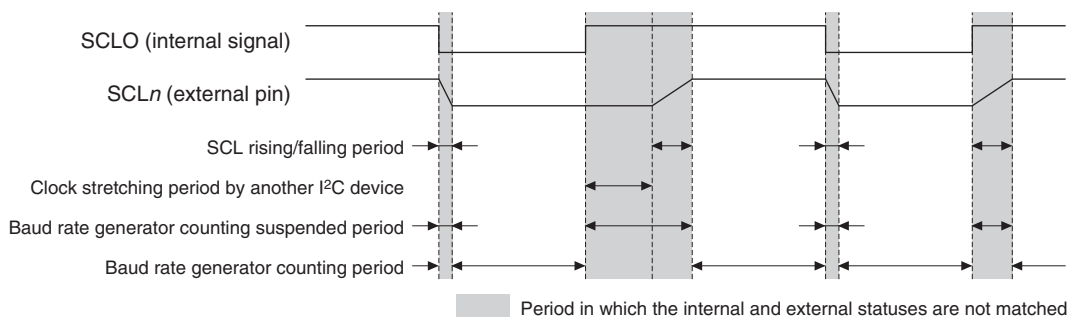 SCLO (internal signal)
SCLn (external pin)
SCL rising/falling period
Clock stretching period by another I²C device
Baud rate generator counting suspended period
Baud rate generator counting period
Period in which the internal and external statuses are not matched